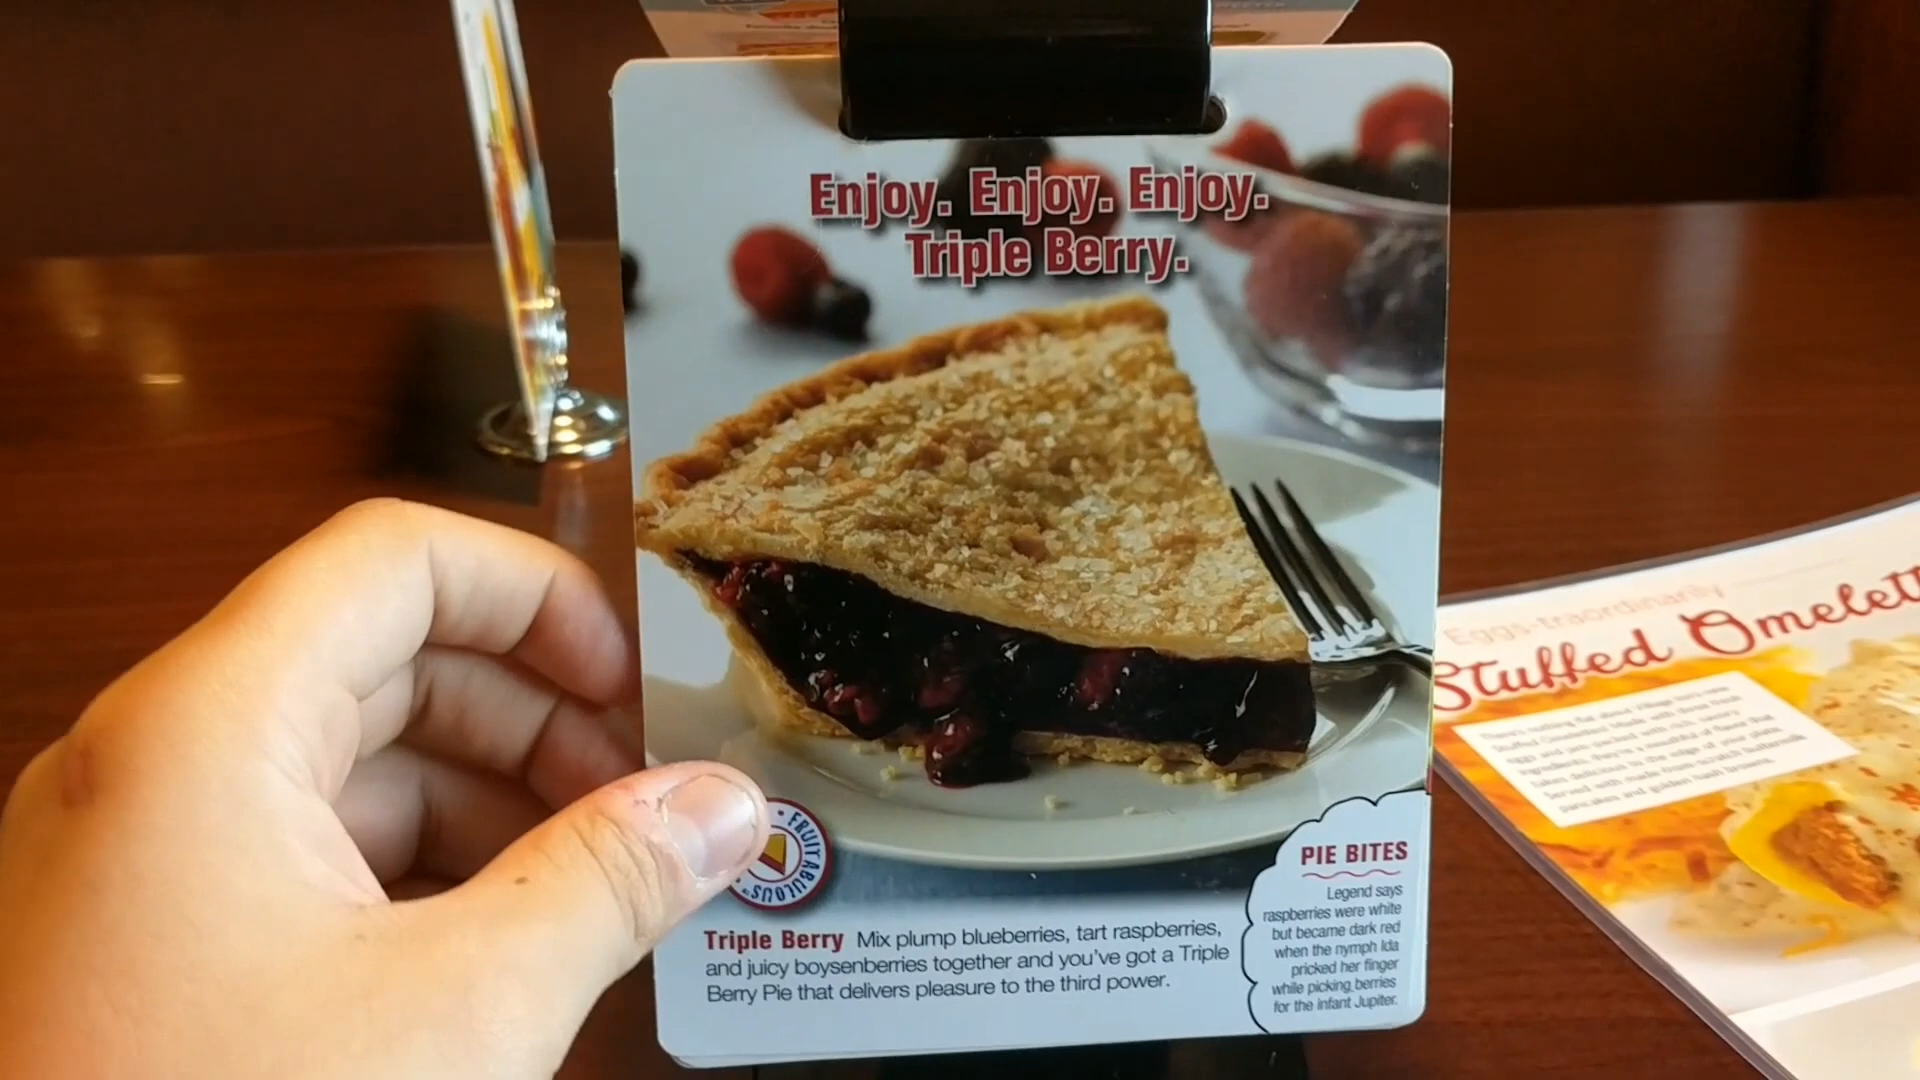 Enjoy. Enjoy. Enjoy.
Triple Berry.
FRUITABULOUS
PIE BITES
Legend says
raspberries were white
but became dark red
when the nymph Ida
pricked her finger
while picking berries
for the infant Jupiter.
Triple Berry Mix plump blueberries, tart raspberries,
and juicy boysenberries together and you've got a Triple
Berry Pie that delivers pleasure to the third power.
Eggs-traordinarily
Stuffed Omelett